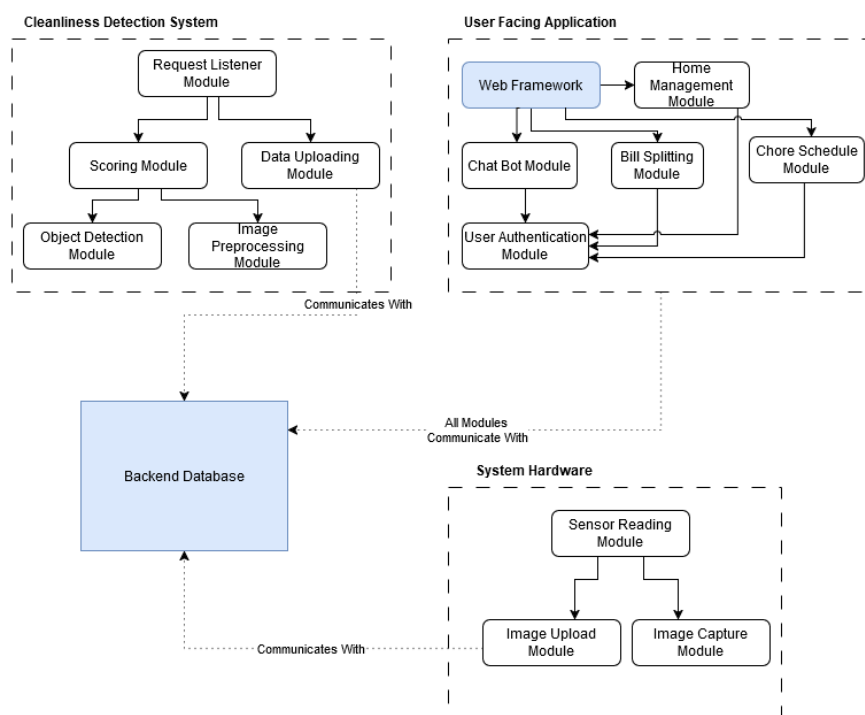 Cleanliness Detection System
User Facing Application
Request Listener
Module
Web Framework
Home
Management
Module
Scoring Module
Data Uploading
Module
Chat Bot Module
Bill Splitting
Module
Chore Schedule
Module
Object Detection
Module
Image
Preprocessing
Module
User Authentication
Module
Communicates With
All Modules
Communicate With
Backend Database
System Hardware
Sensor Reading
Module
Image Upload
Module
Image Capture
Module
Communicates With